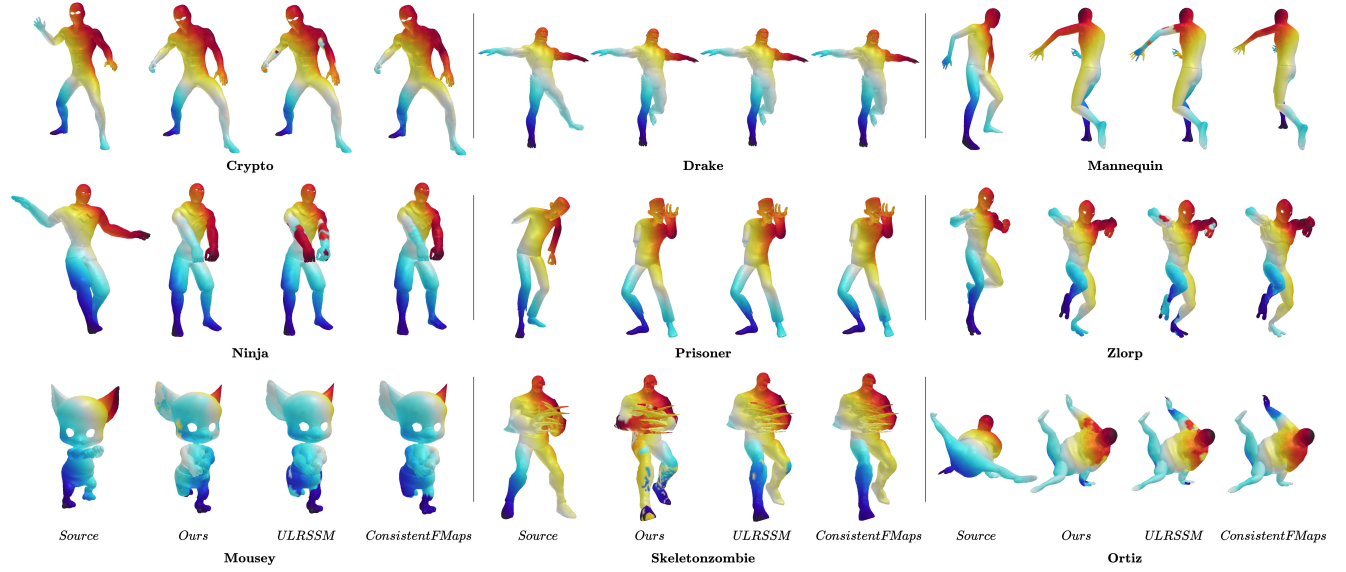 Crypto Drake Mannequin
Ninja Prisoner Zlorp
Source Ours ULRSSM ConsistentFMaps Source Ours ULRSSM ConsistentFMaps Source Ours ULRSSM ConsistentFMaps
Mousey Skeletonzombie Ortiz